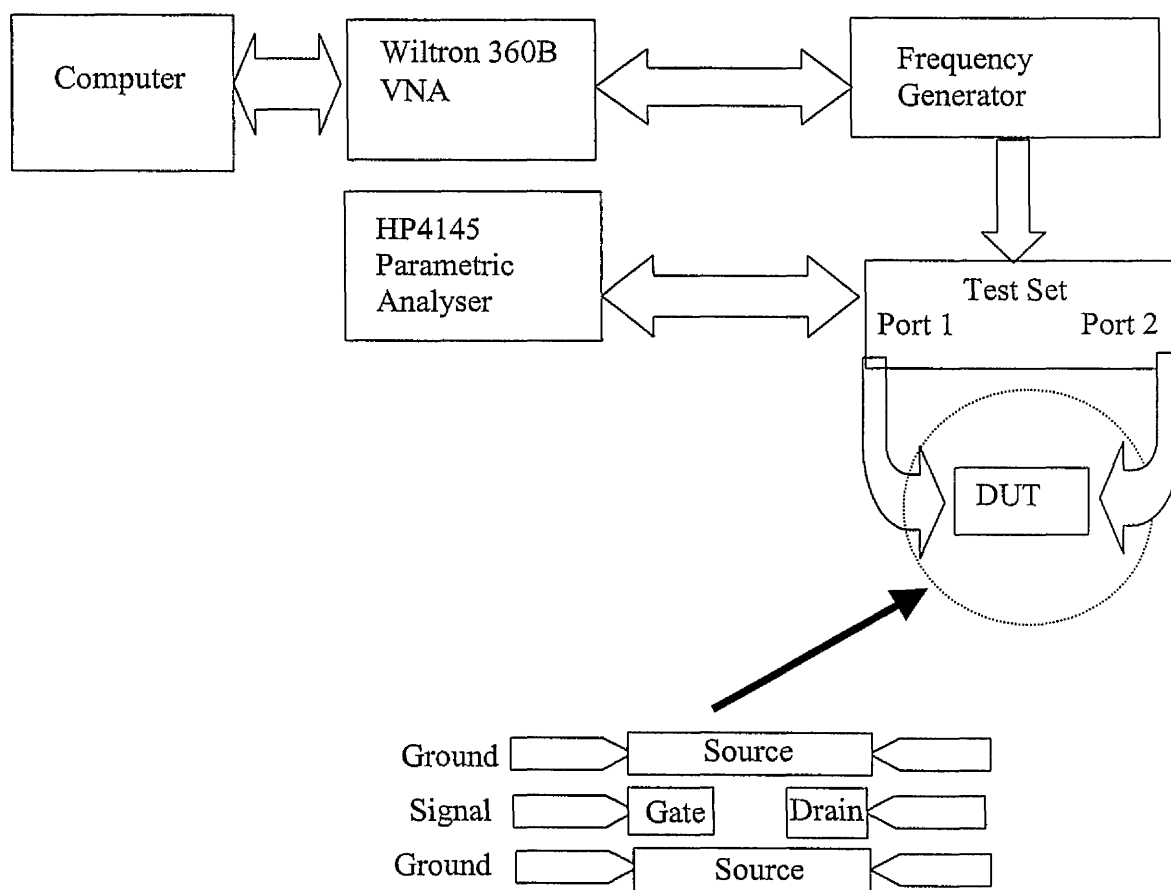 Computer
Wiltron 360B
VNA
Frequency
Generator
HP4145
Parametric
Analyser
Test Set
Port 1
Port 2
DUT
Ground
Source
Signal
Gate
Drain
Ground
Source